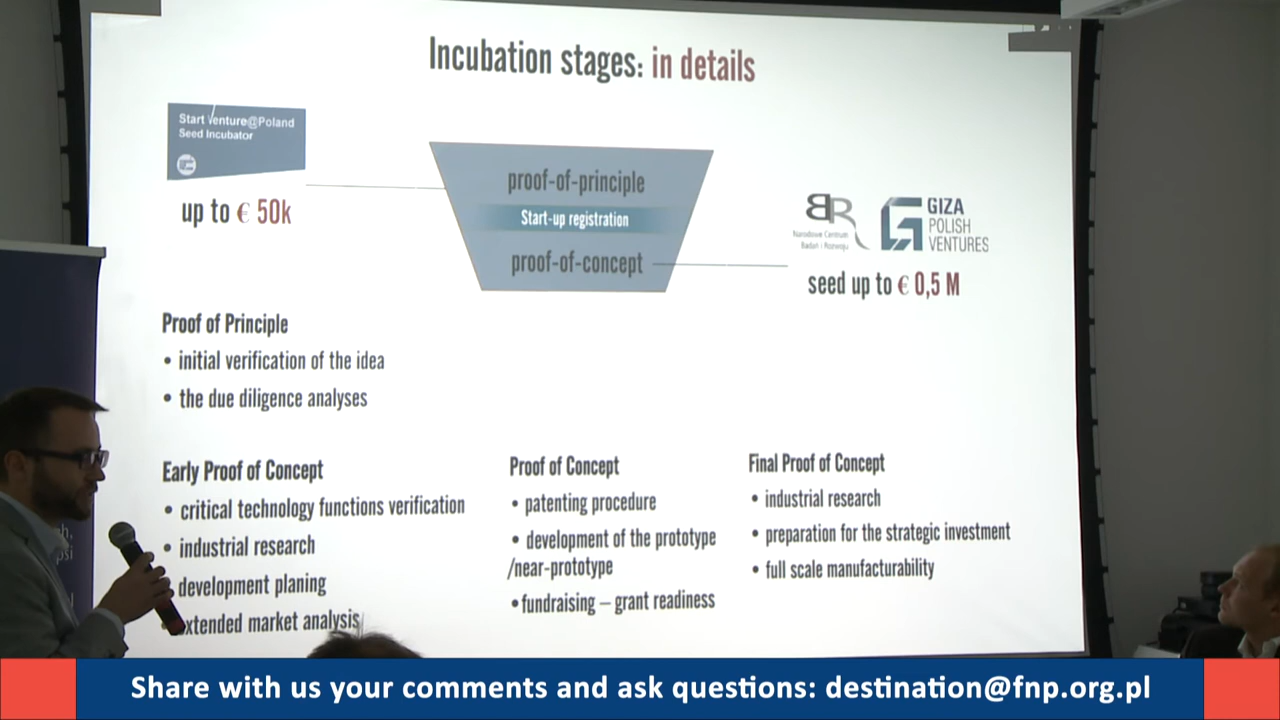 Incubation stages: in details
Start Venture@Poland
Seed Incubator
up to € 50k
proof-of-principle
Start-up registration
proof-of-concept
BR
Narodowe Centrum
Badań i Rozwoju
GIZA
POLISH
VENTURES
seed up to € 0,5 M
Proof of Principle
• initial verification of the idea
• the due diligence analyses
Early Proof of Concept
• critical technology functions verification
• industrial research
development planing
xtended market analysis
Proof of Concept
• patenting procedure
• development of the prototype
/near-prototype
• fundraising – grant readiness
Final Proof of Concept
• industrial research
• preparation for the strategic investment
• full scale manufacturability
Share with us your comments and ask questions: destination@fnp.org.pl